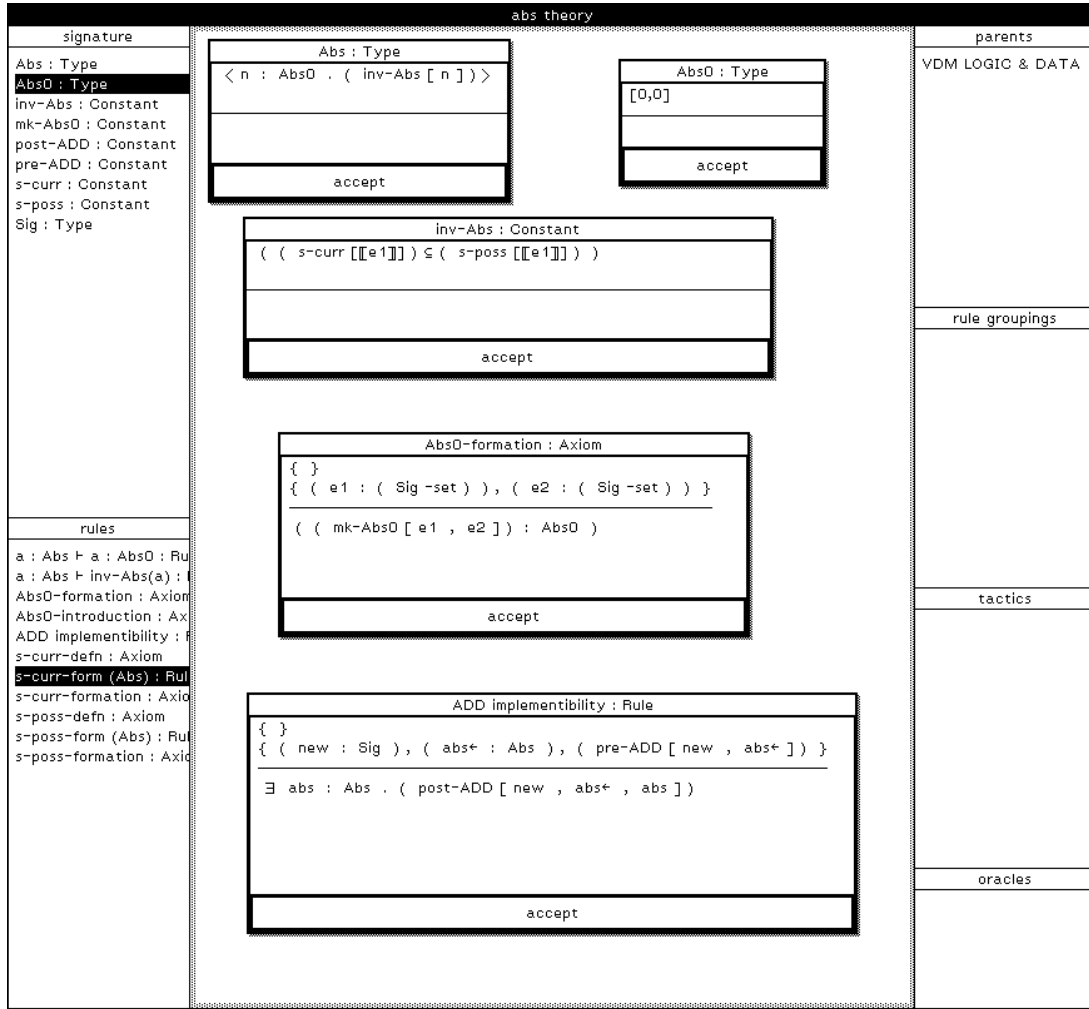 abs theory
signature
Abs : Type
Abs0 : Type
inv-Abs : Constant
mk-Abs0 : Constant
post-ADD : Constant
pre-ADD : Constant
s-curr : Constant
s-poss : Constant
Sig : Type
rules
a : Abs ⊢ a : Abs0 : Ru
a : Abs ⊢ inv-Abs(a) :
Abs0-formation : Axiom
Abs0-introduction : Ax
ADD implementibility :
s-curr-defn : Axiom
s-curr-form (Abs) : Rul
s-curr-formation : Axio
s-poss-defn : Axiom
s-poss-form (Abs) : Rul
s-poss-formation : Axio
Abs : Type
< n : Abs0 . ( inv-Abs [ n ] ) >
accept
Abs0 : Type
[0,0]
accept
inv-Abs : Constant
( ( s-curr [⟦e1⟧] ) ⊆ ( s-poss [⟦e1⟧] ) )
accept
Abs0-formation : Axiom
{ }
{ ( e1 : ( Sig -set ) ) , ( e2 : ( Sig -set ) ) }
( ( mk-Abs0 [ e1 , e2 ] ) : Abs0 )
accept
ADD implementibility : Rule
{ }
{ ( new : Sig ) , ( abs← : Abs ) , ( pre-ADD [ new , abs← ] ) }
∃ abs : Abs . ( post-ADD [ new , abs← , abs ] )
accept
parents
VDM LOGIC & DATA
rule groupings
tactics
oracles